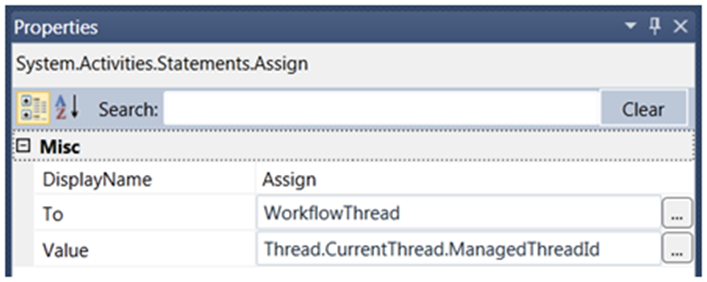 Properties
System.Activities.Statements.Assign
A Z Search: Clear
Misc
DisplayName Assign
To WorkflowThread ...
Value Thread.CurrentThread.ManagedThreadId ...